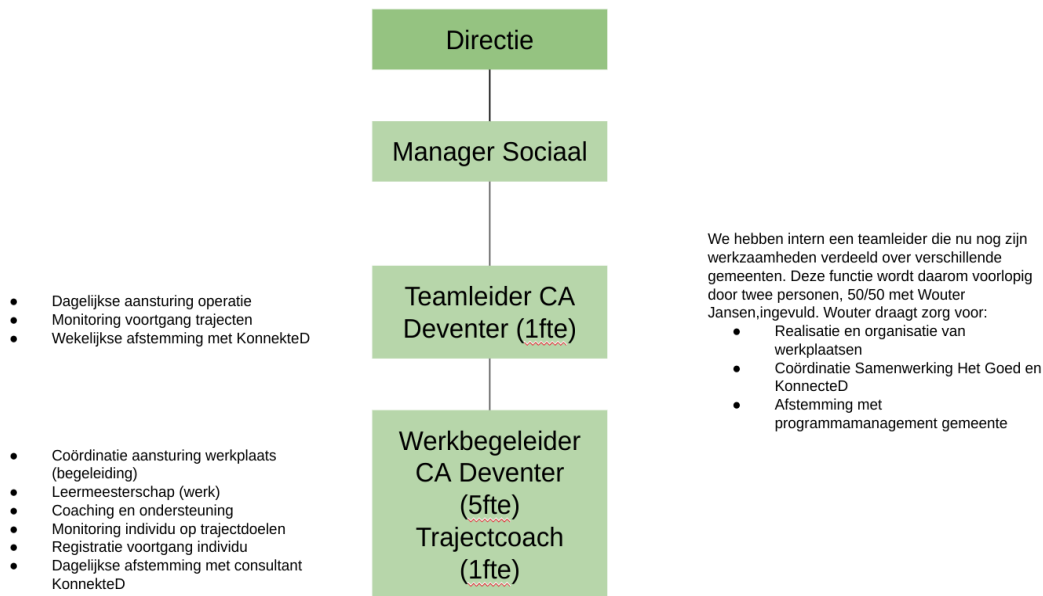 Directie
Manager Sociaal
Teamleider CA
Deventer (1fte)
Werkbegeleider
CA Deventer
(5fte)
Trajectcoach
(1fte)
● Dagelijkse aansturing operatie
● Monitoring voortgang trajecten
● Wekelijkse afstemming met KonnekteD
● Coördinatie aansturing werkplaats
(begeleiding)
● Leermeesterschap (werk)
● Coaching en ondersteuning
● Monitoring individu op trajectdoelen
● Registratie voortgang individu
● Dagelijkse afstemming met consultant
KonnekteD
We hebben intern een teamleider die nu nog zijn
werkzaamheden verdeeld over verschillende
gemeenten. Deze functie wordt daarom voorlopig
door twee personen, 50/50 met Wouter
Jansen,ingevuld. Wouter draagt zorg voor:
● Realisatie en organisatie van
werkplaatsen
● Coördinatie Samenwerking Het Goed en
KonnecteD
● Afstemming met
programmamanagement gemeente